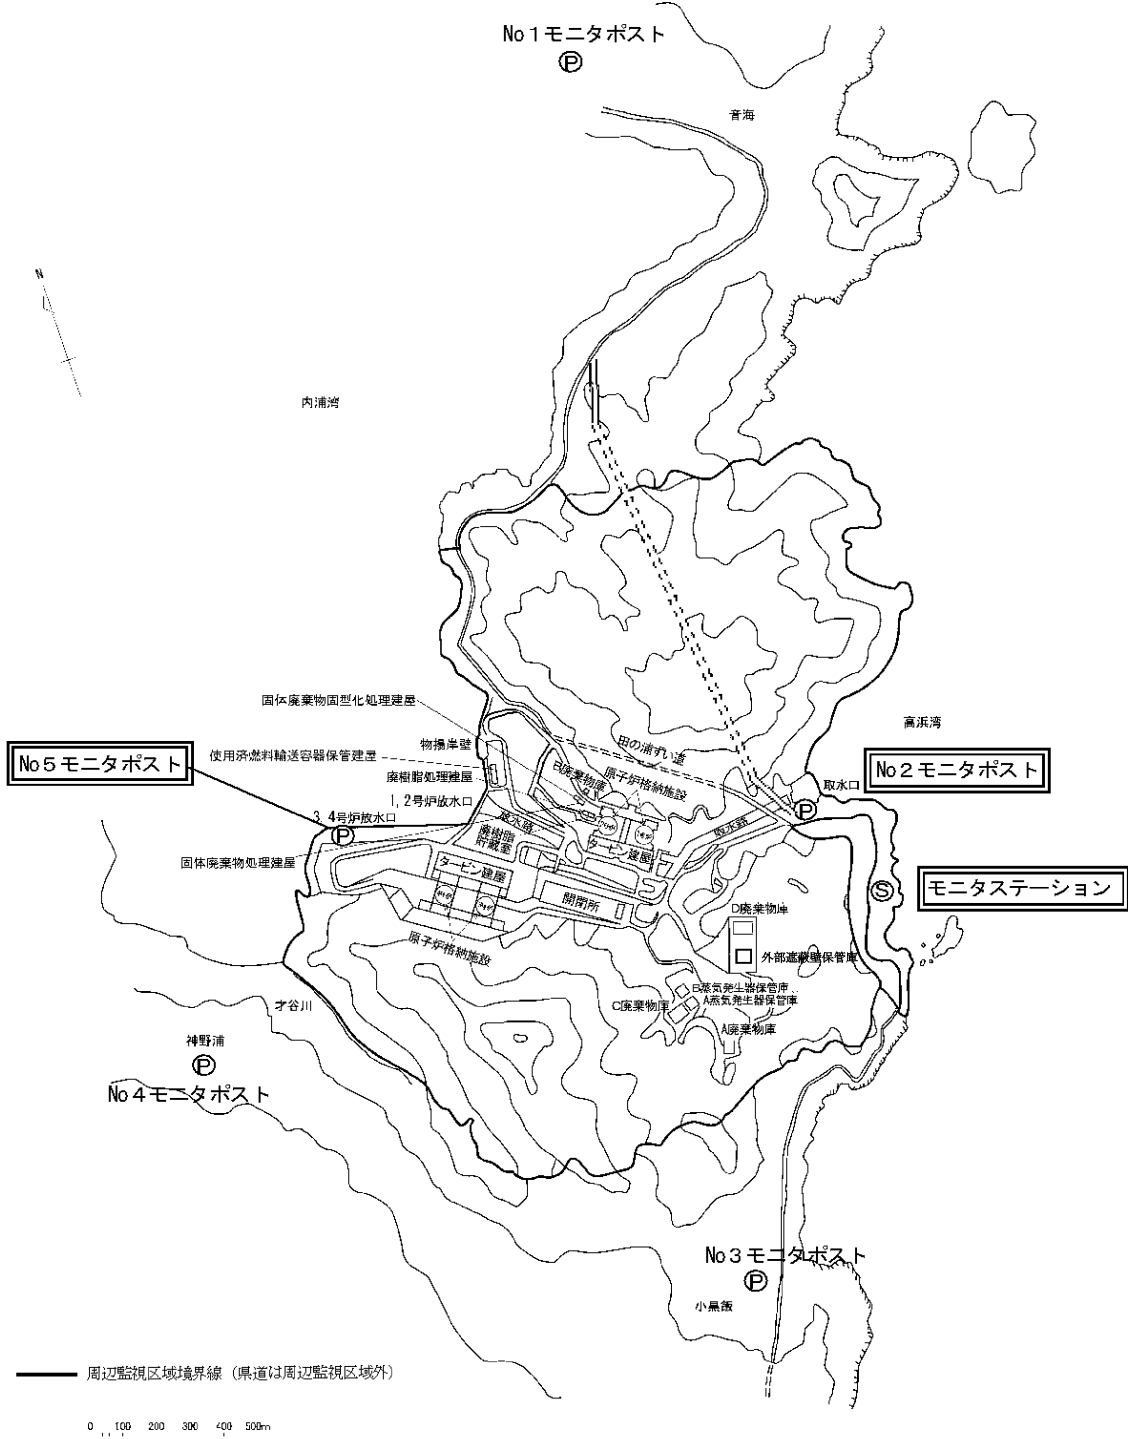 No1モニタポスト
P
音海
N
内浦湾
固体廃棄物固型化処理建屋
高浜湾
物揚岸壁
田の浦ずい道
No5モニタポスト
使用済燃料輸送容器保管建屋
No2モニタポスト
廃樹脂処理建屋
B廃棄物庫
原子炉格納施設
取水口
1,2号炉放水口
P
3,4号炉放水口
P
放水路
取水路
廃樹脂
貯蔵室
タービン建屋
固体廃棄物処理建屋
タービン建屋
S
モニタステーション
開閉所
D廃棄物庫
原子炉格納施設
外部遮蔽壁保管庫
B蒸気発生器保管庫
A蒸気発生器保管庫
C廃棄物庫
才谷川
A廃棄物庫
神野浦
P
No4モニタポスト
No3モニタポスト
P
小黒飯
周辺監視区域境界線（県道は周辺監視区域外）
0 100 200 300 400 500m